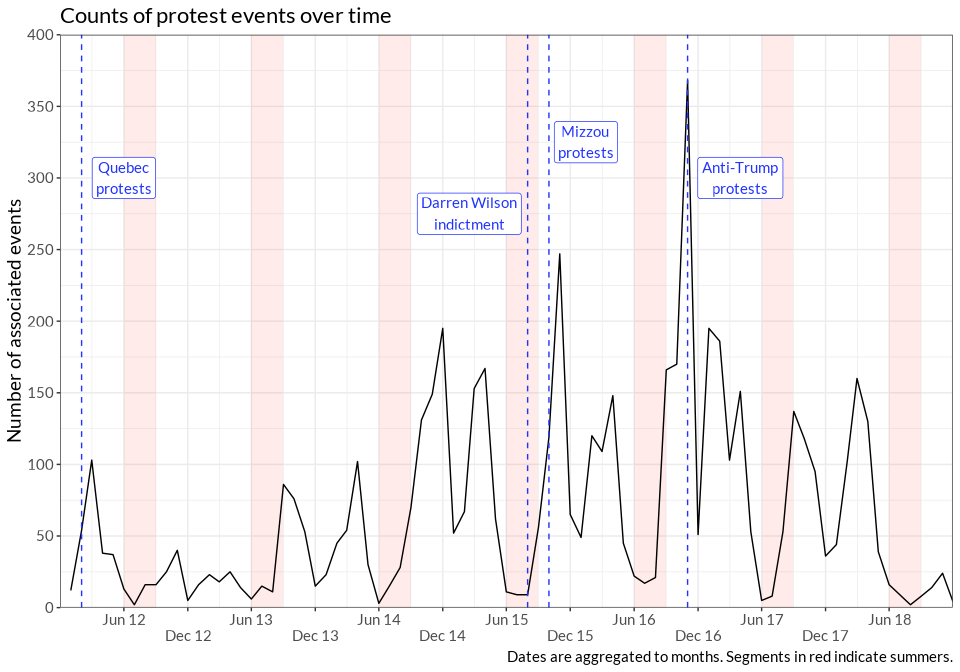 Counts of protest events over time
Number of associated events
400
350
300
250
200
150
100
50
0
Quebec
protests
Darren Wilson
indictment
Mizzou
protests
Anti-Trump
protests
Jun 12
Dec 12
Jun 13
Dec 13
Jun 14
Dec 14
Jun 15
Dec 15
Jun 16
Dec 16
Jun 17
Dec 17
Jun 18
Dates are aggregated to months. Segments in red indicate summers.